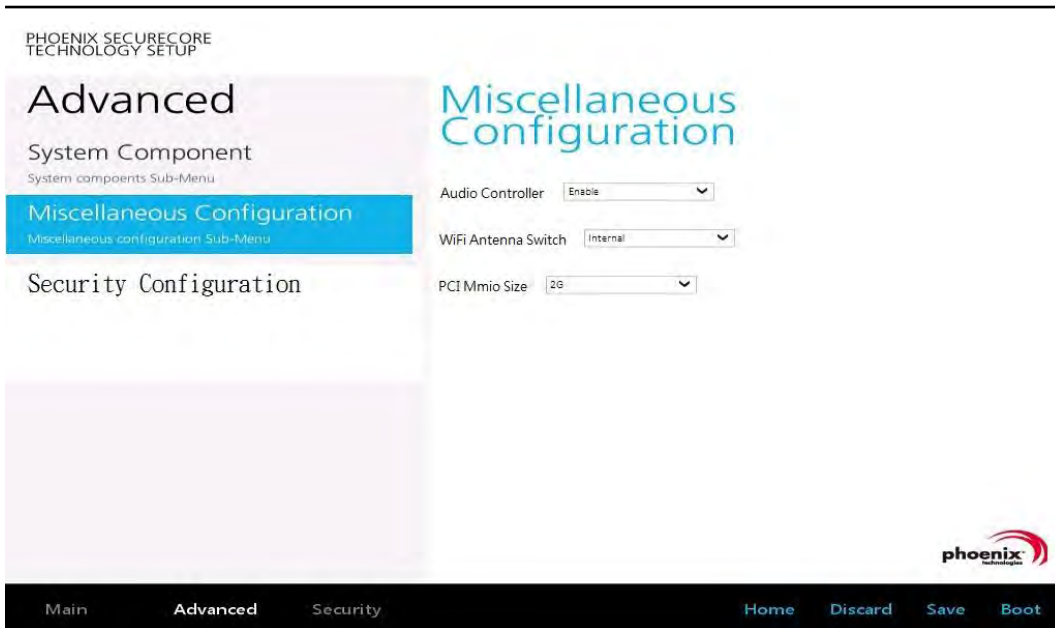 PHOENIX SECURECORE
TECHNOLOGY SETUP
Advanced
System Component
System compoents Sub-Menu
Miscellaneous Configuration
Miscellaneous configuration Sub-Menu
Security Configuration
Miscellaneous
Configuration
Audio Controller Enable
WiFi Antenna Switch Internal
PCI Mmio Size 2G
phoenix
technologies
Main Advanced Security Home Discard Save Boot